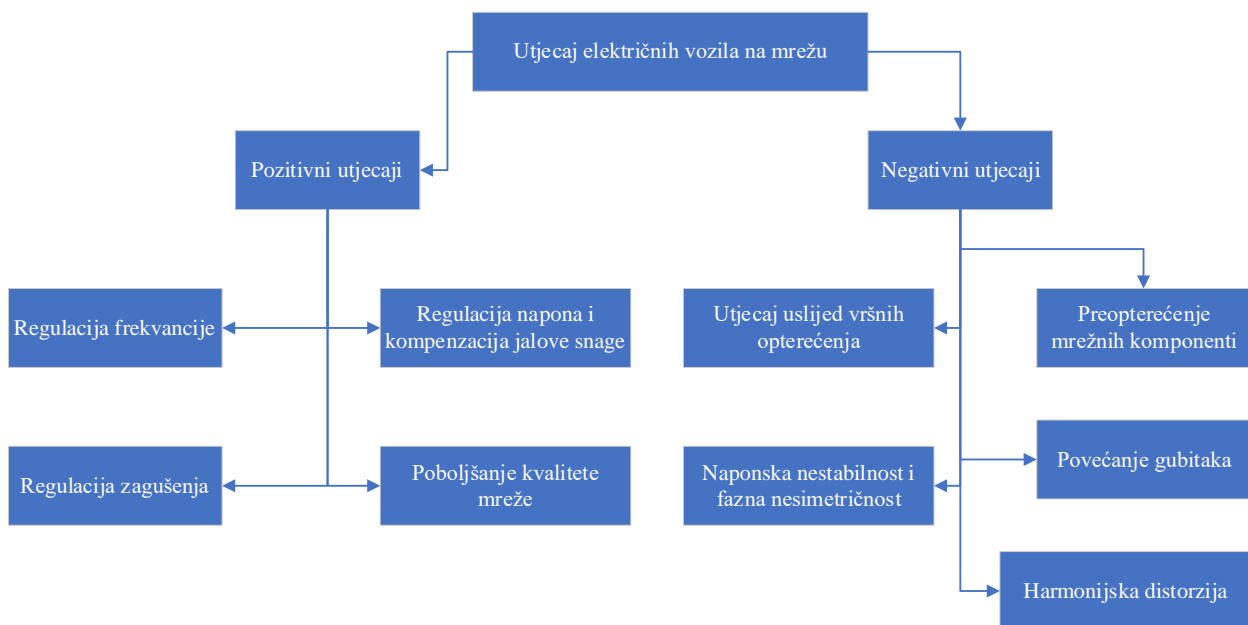 Utjecaj električnih vozila na mrežu
Pozitivni utjecaji
Negativni utjecaji
Regulacija frekvancije
Regulacija napona i
kompenzacija jalove snage
Utjecaj uslijed vršnih
opterećenja
Preopterećenje
mrežnih komponenti
Regulacija zagušenja
Poboljšanje kvalitete
mreže
Naponska nestabilnost i
fazna nesimetričnost
Povećanje gubitaka
Harmonijska distorzija